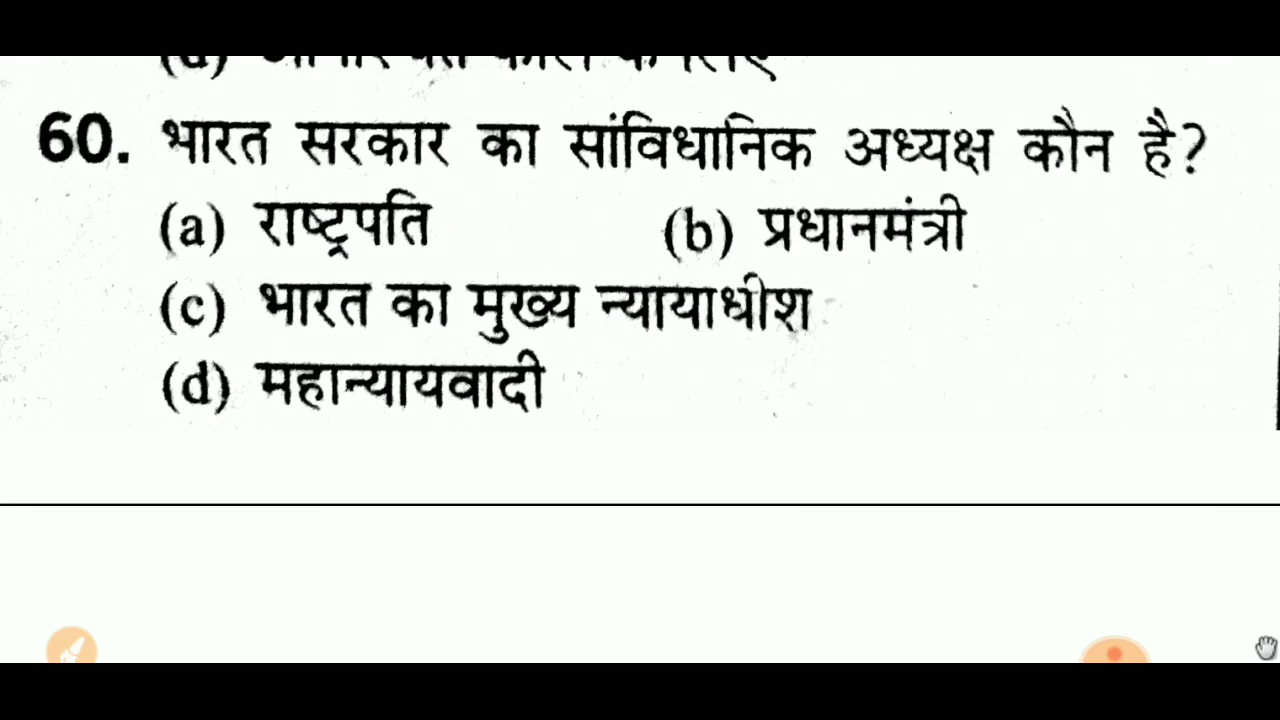 60. भारत सरकार का सांविधानिक अध्यक्ष कौन है?
(a) राष्ट्रपति (b) प्रधानमंत्री
(c) भारत का मुख्य न्यायाधीश
(d) महान्यायवादी